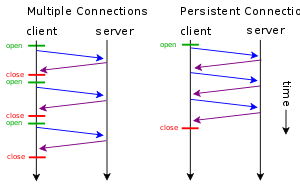 Multiple Connections
client
server
open
close
open
close
open
close
Persistent Connectio
client
server
open
close
time